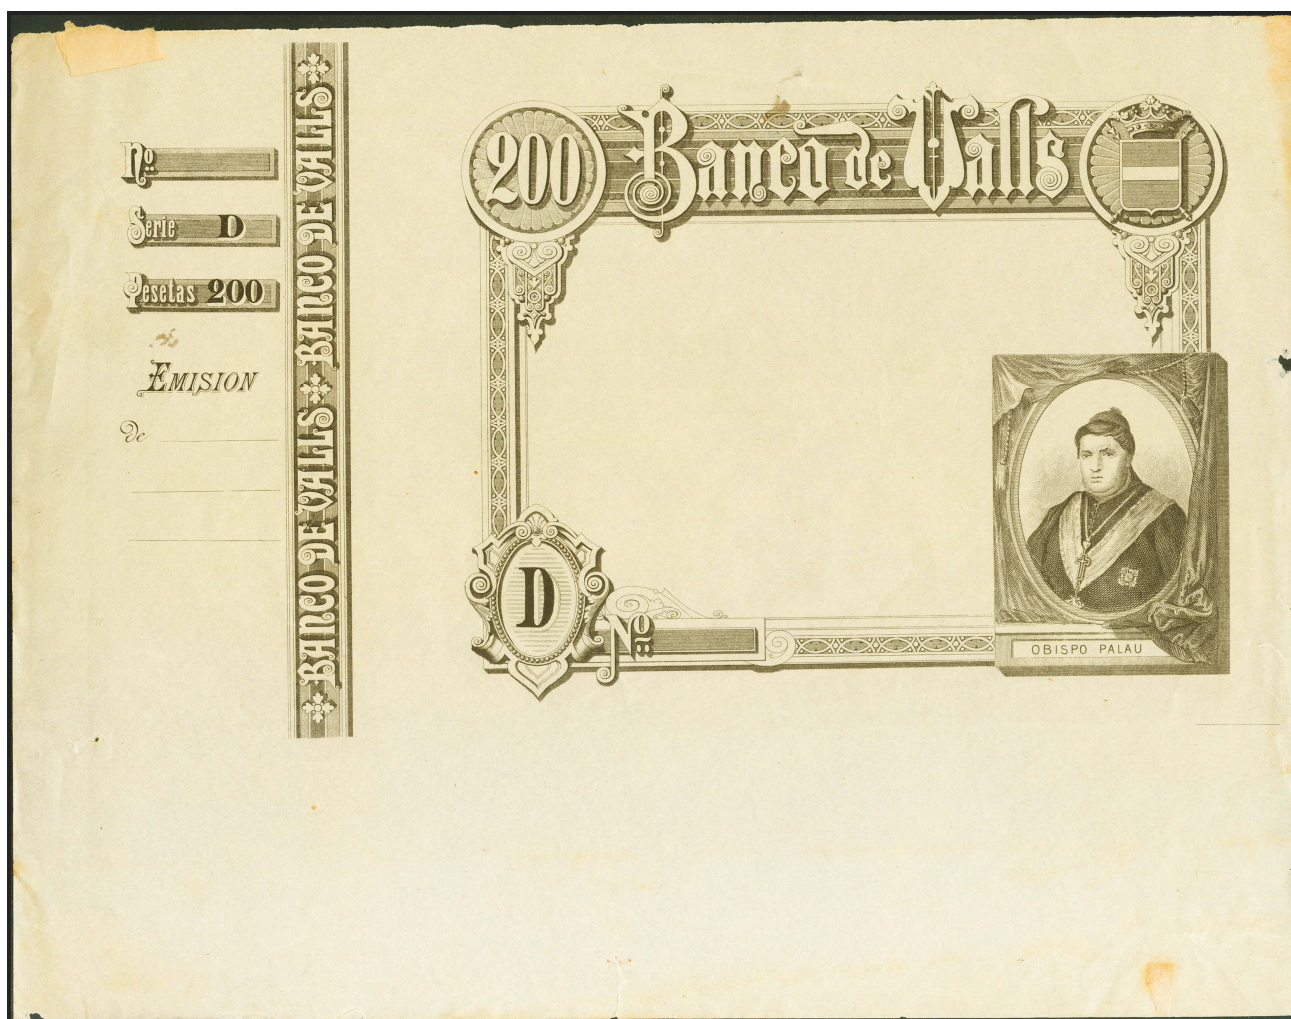 Nº
Serie D
Pesetas 200
EMISION
de
BANCO DE VALLS BANCO DE VALLS
200 Banco de Valls
D
Nº
OBISPO PALAU